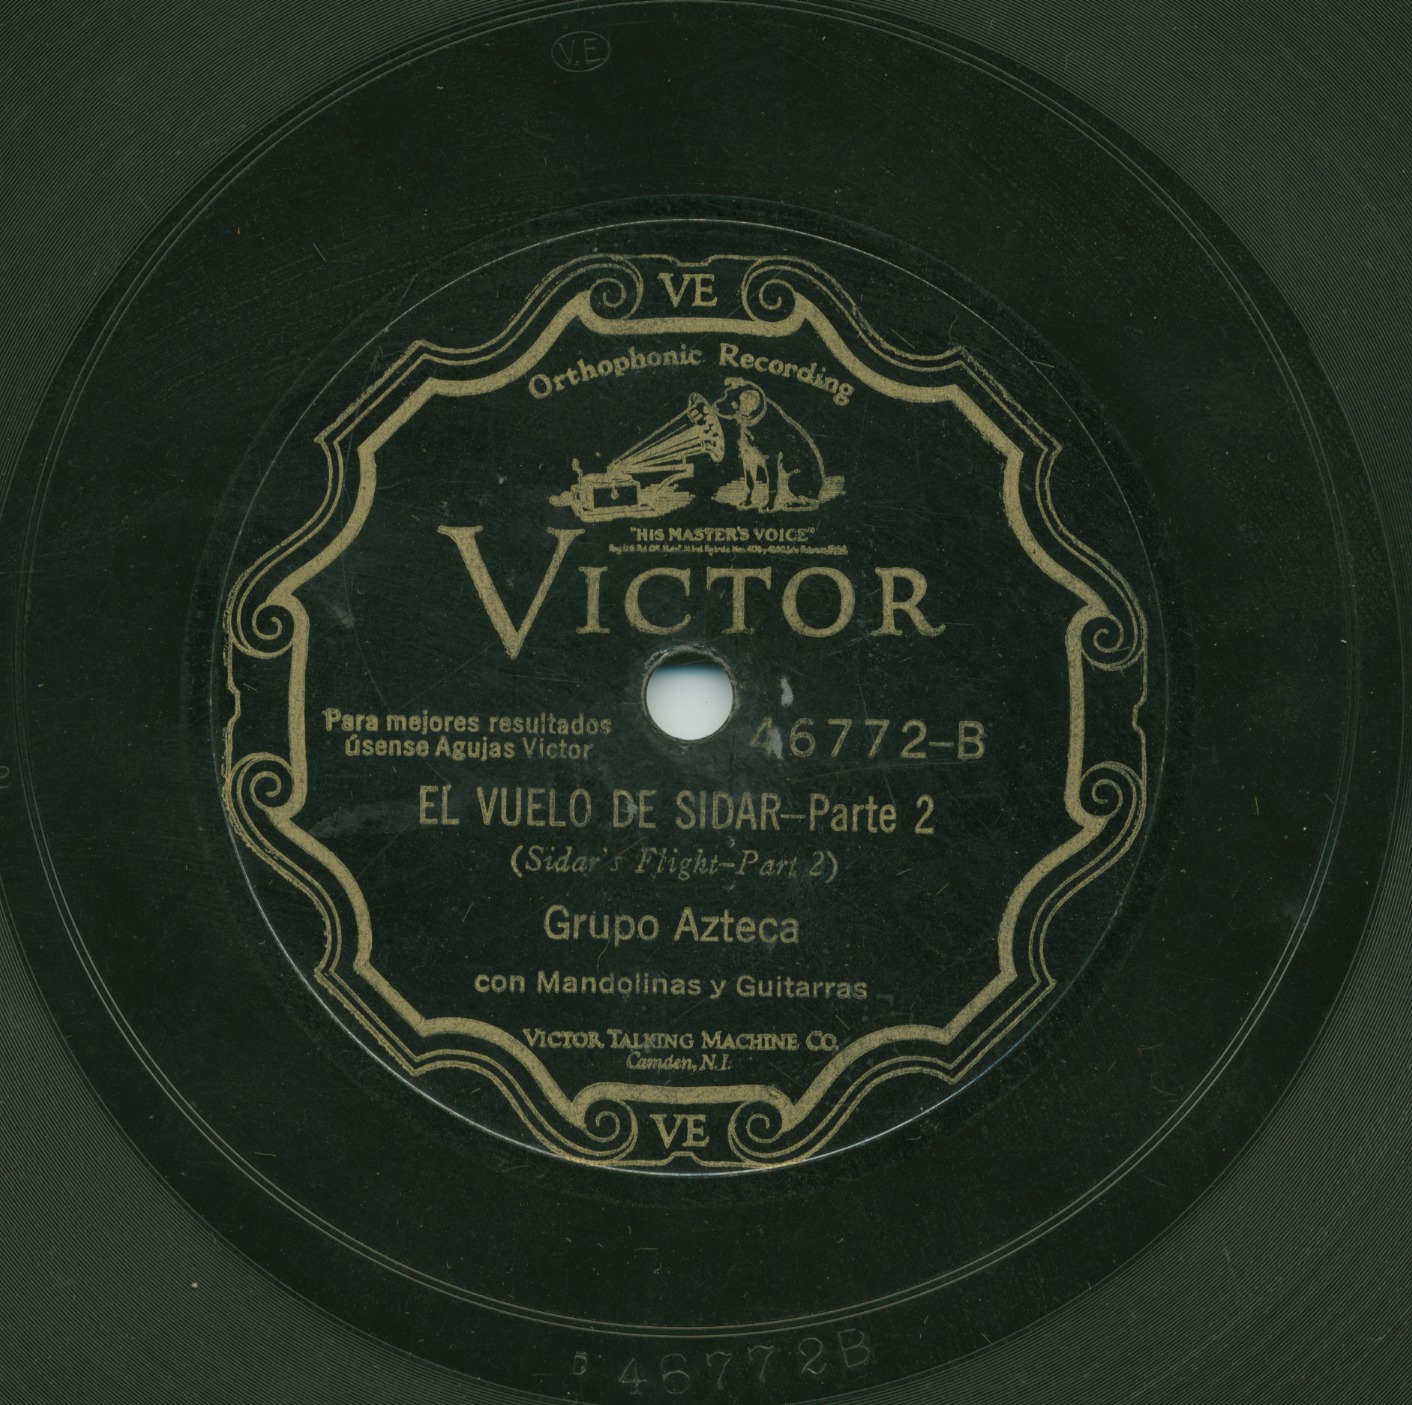 V.E.
VE
Orthophonic Recording
"HIS MASTER'S VOICE"
VICTOR
Para mejores resultados
úsense Agujas Victor
46772-B
EL VUELO DE SIDAR-Parte 2
(Sidar's Flight-Part 2)
Grupo Azteca
con Mandolinas y Guitarras
VICTOR TALKING MACHINE CO.
Camden, N.J.
VE
46772B